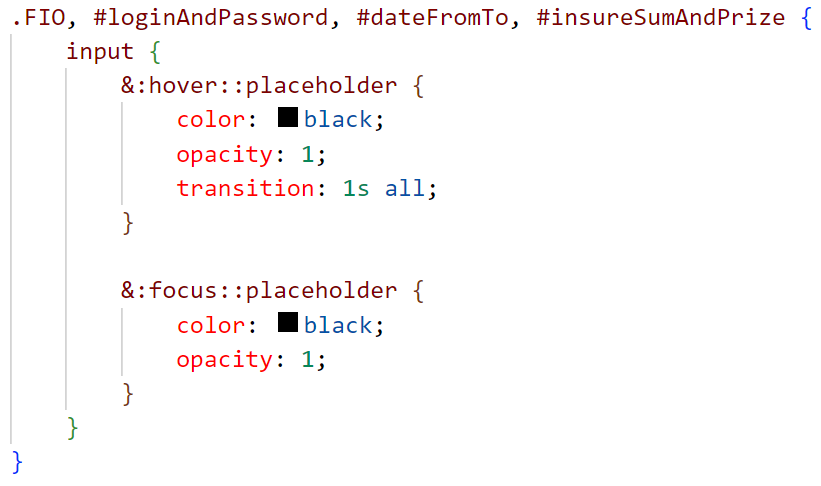 .FIO, #loginAndPassword, #dateFromTo, #insureSumAndPrize {
    input {
        &:hover::placeholder {
            color: black;
            opacity: 1;
            transition: 1s all;
        }

        &:focus::placeholder {
            color: black;
            opacity: 1;
        }
    }
}